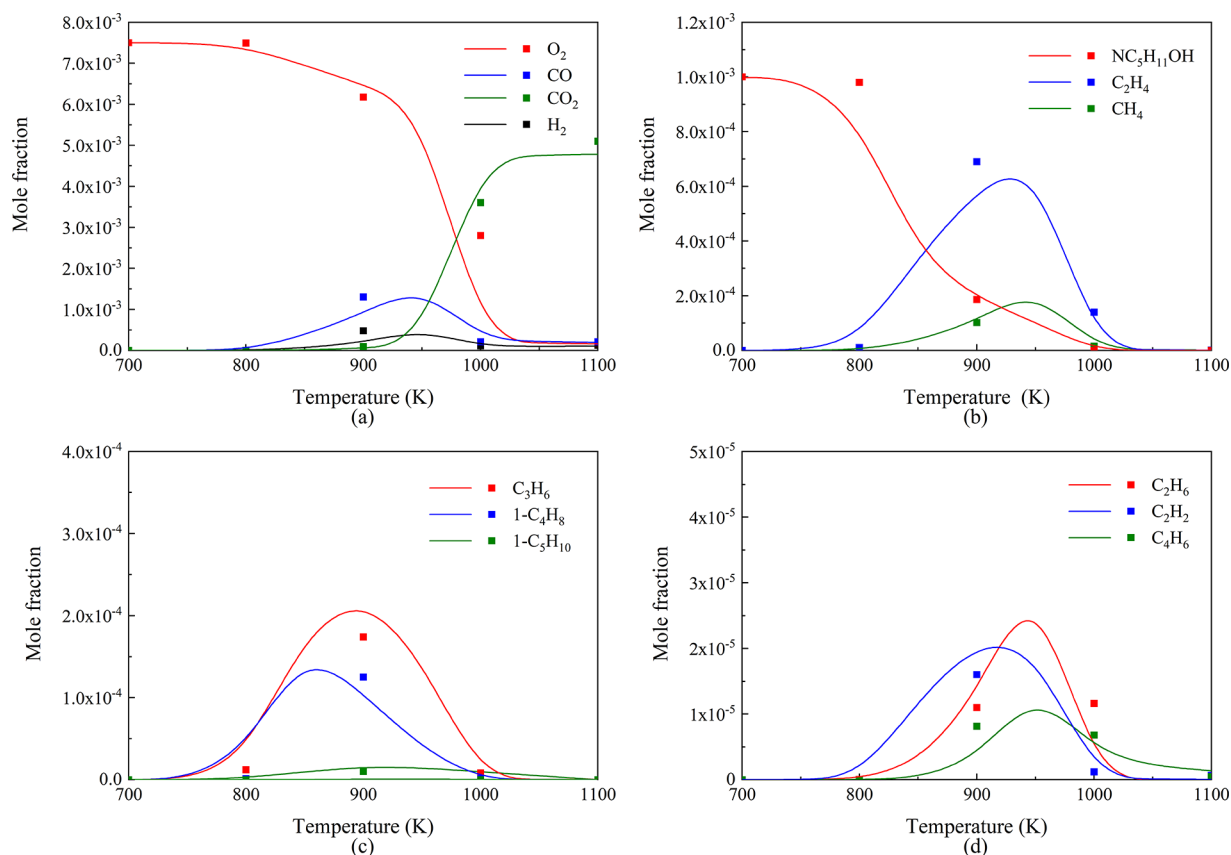 8.0x10⁻³
7.0x10⁻³
6.0x10⁻³
5.0x10⁻³
4.0x10⁻³
3.0x10⁻³
2.0x10⁻³
1.0x10⁻³
0.0
Mole fraction
O₂
CO
CO₂
H₂
700 800 900 1000 1100
Temperature (K)
(a)
1.2x10⁻³
1.0x10⁻³
8.0x10⁻⁴
6.0x10⁻⁴
4.0x10⁻⁴
2.0x10⁻⁴
0.0
Mole fraction
NC₅H₁₁OH
C₂H₄
CH₄
700 800 900 1000 1100
Temperature (K)
(b)
4.0x10⁻⁴
3.0x10⁻⁴
2.0x10⁻⁴
1.0x10⁻⁴
0.0
Mole fraction
C₃H₆
1-C₄H₈
1-C₅H₁₀
700 800 900 1000 1100
Temperature (K)
(c)
5x10⁻⁵
4x10⁻⁵
3x10⁻⁵
2x10⁻⁵
1x10⁻⁵
0
Mole fraction
C₂H₆
C₂H₂
C₄H₆
700 800 900 1000 1100
Temperature (K)
(d)